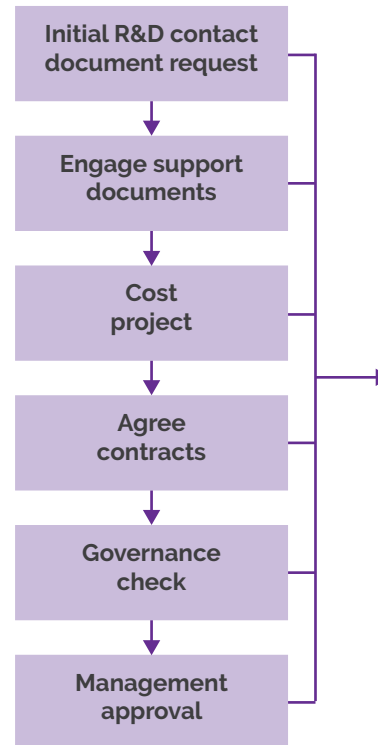 Initial R&D contact
document request
Engage support
documents
Cost
project
Agree
contracts
Governance
check
Management
approval